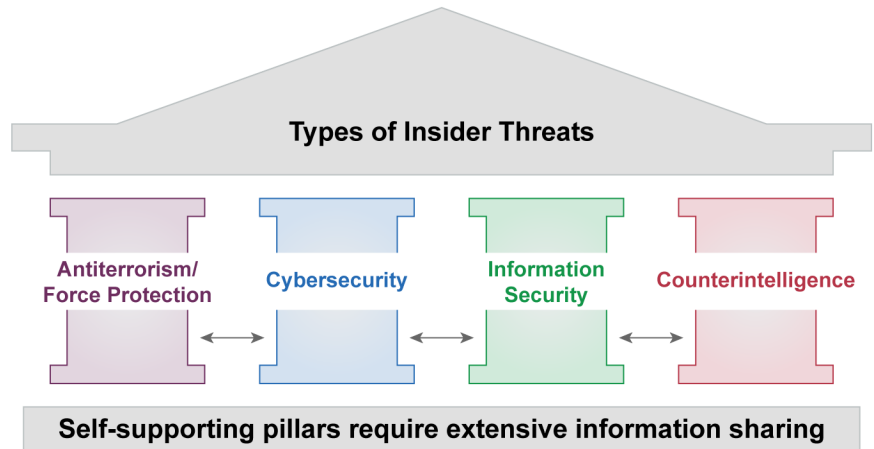 Types of Insider Threats
Antiterrorism/
Force Protection
Cybersecurity
Information
Security
Counterintelligence
Self-supporting pillars require extensive information sharing